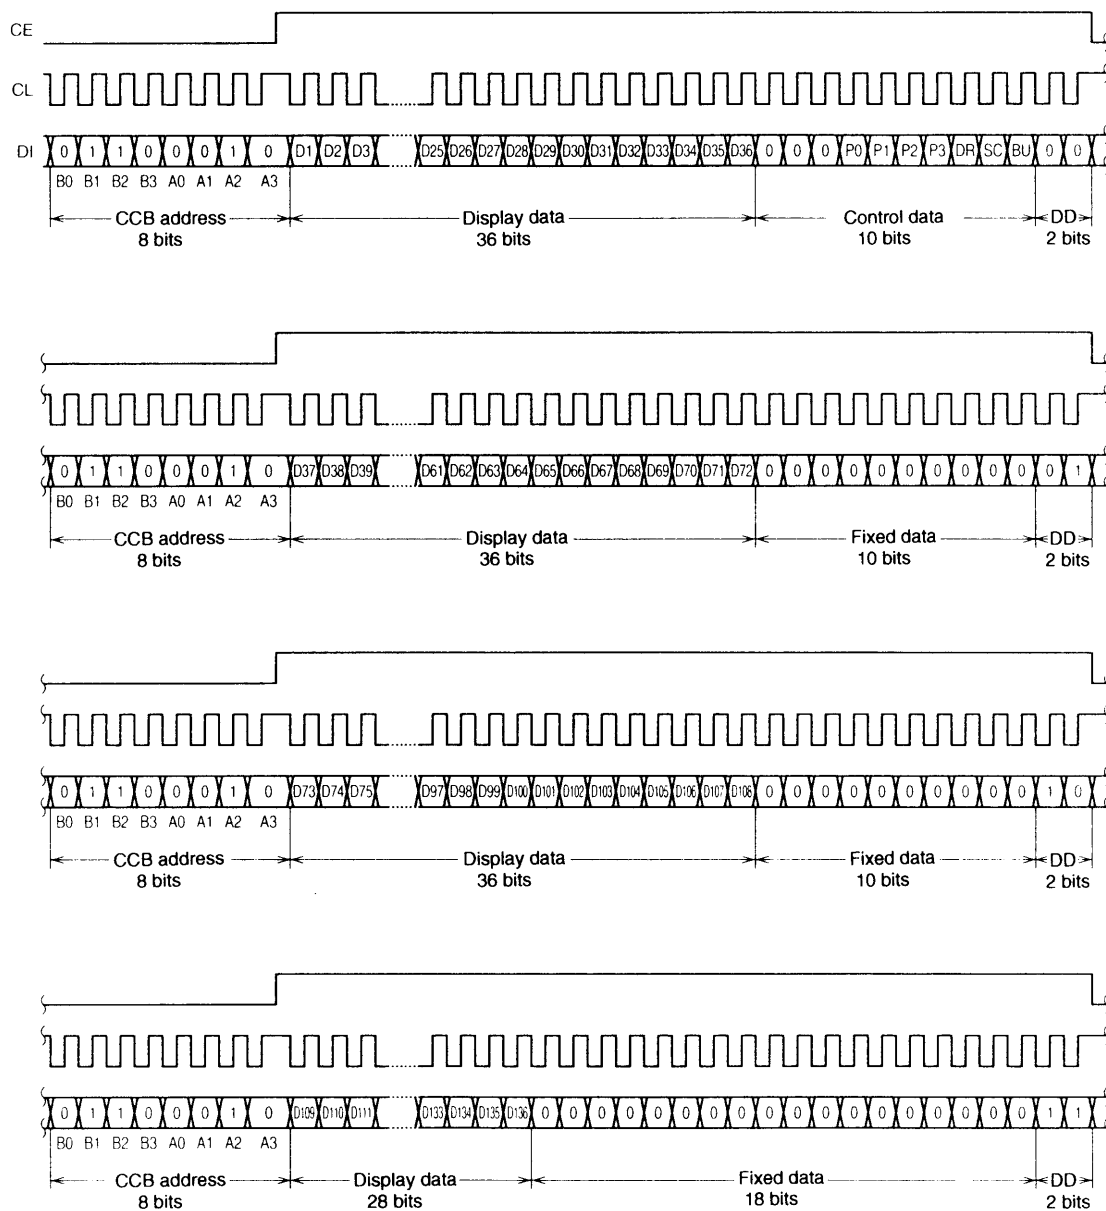 CE
CL
DI 0 1 1 0 0 0 1 0 D1 D2 D3 D25 D26 D27 D28 D29 D30 D31 D32 D33 D34 D35 D36 0 0 0 P0 P1 P2 P3 DR SC BU 0 0
B0 B1 B2 B3 A0 A1 A2 A3
CCB address Display data Control data DD
8 bits 36 bits 10 bits 2 bits
0 1 1 0 0 0 1 0 D37 D38 D39 D61 D62 D63 D64 D65 D66 D67 D68 D69 D70 D71 D72 0 0 0 0 0 0 0 0 0 0 0 1
B0 B1 B2 B3 A0 A1 A2 A3
CCB address Display data Fixed data DD
8 bits 36 bits 10 bits 2 bits
0 1 1 0 0 0 1 0 D73 D74 D75 D97 D98 D99 D100 D101 D102 D103 D104 D105 D106 D107 D108 0 0 0 0 0 0 0 0 0 0 1 0
B0 B1 B2 B3 A0 A1 A2 A3
CCB address Display data Fixed data DD
8 bits 36 bits 10 bits 2 bits
0 1 1 0 0 0 1 0 D109 D110 D111 D133 D134 D135 D136 0 0 0 0 0 0 0 0 0 0 0 0 0 0 0 0 0 0 1 1
B0 B1 B2 B3 A0 A1 A2 A3
CCB address Display data Fixed data DD
8 bits 28 bits 18 bits 2 bits